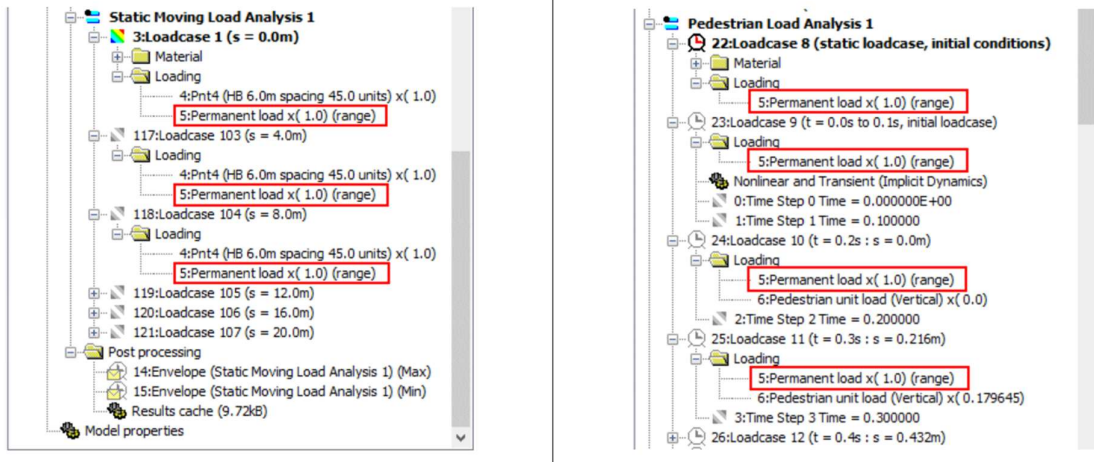 Static Moving Load Analysis 1
3:Loadcase 1 (s = 0.0m)
Material
Loading
4:Pnt4 (HB 6.0m spacing 45.0 units) x( 1.0)
5:Permanent load x( 1.0) (range)
117:Loadcase 103 (s = 4.0m)
Loading
4:Pnt4 (HB 6.0m spacing 45.0 units) x( 1.0)
5:Permanent load x( 1.0) (range)
118:Loadcase 104 (s = 8.0m)
Loading
4:Pnt4 (HB 6.0m spacing 45.0 units) x( 1.0)
5:Permanent load x( 1.0) (range)
119:Loadcase 105 (s = 12.0m)
120:Loadcase 106 (s = 16.0m)
121:Loadcase 107 (s = 20.0m)
Post processing
14:Envelope (Static Moving Load Analysis 1) (Max)
15:Envelope (Static Moving Load Analysis 1) (Min)
Results cache (9.72kB)
Model properties
Pedestrian Load Analysis 1
22:Loadcase 8 (static loadcase, initial conditions)
Material
Loading
5:Permanent load x( 1.0) (range)
23:Loadcase 9 (t = 0.0s to 0.1s, initial loadcase)
Loading
5:Permanent load x( 1.0) (range)
Nonlinear and Transient (Implicit Dynamics)
0:Time Step 0 Time = 0.000000E+00
1:Time Step 1 Time = 0.100000
24:Loadcase 10 (t = 0.2s : s = 0.0m)
Loading
5:Permanent load x( 1.0) (range)
6:Pedestrian unit load (Vertical) x( 0.0)
2:Time Step 2 Time = 0.200000
25:Loadcase 11 (t = 0.3s : s = 0.216m)
Loading
5:Permanent load x( 1.0) (range)
6:Pedestrian unit load (Vertical) x( 0.179645)
3:Time Step 3 Time = 0.300000
26:Loadcase 12 (t = 0.4s : s = 0.432m)